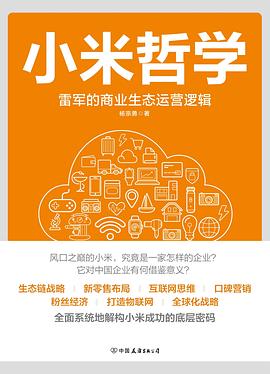 小米哲学
雷军的商业生态运营逻辑
杨宗勇◎著
风口之巅的小米，究竟是一家怎样的企业？
它对中国企业有何借鉴意义？
生态链战略 | 新零售布局 | 互联网思维 | 口碑营销
粉丝经济 | 打造物联网 | 全球化战略
全面系统地解构小米成功的底层密码
中国友谊出版公司